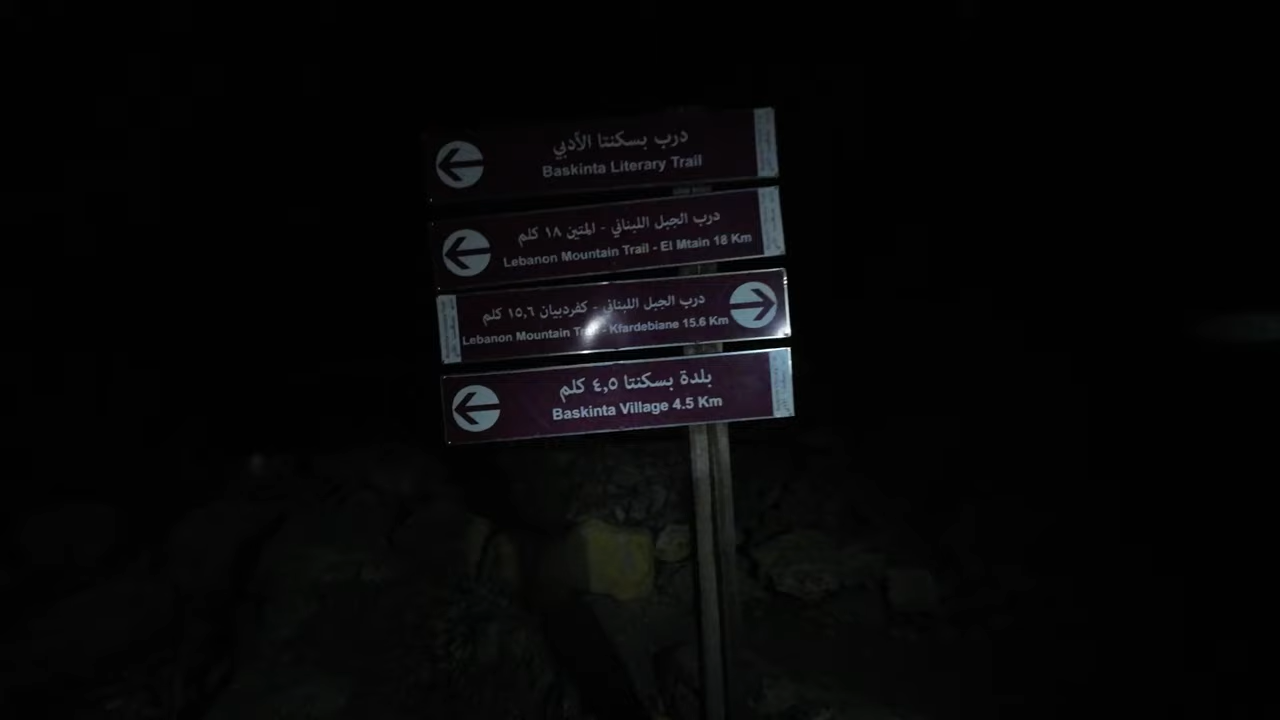 درب بسكنتا الأدبي
Baskinta Literary Trail
درب الجبل اللبناني - المتين ١٨ كلم
Lebanon Mountain Trail - El Mtain 18 Km
درب الجبل اللبناني - كفردبيان ١٥,٦ كلم
Lebanon Mountain Trail - Kfardebiane 15.6 Km
بلدة بسكنتا ٤,٥ كلم
Baskinta Village 4.5 Km